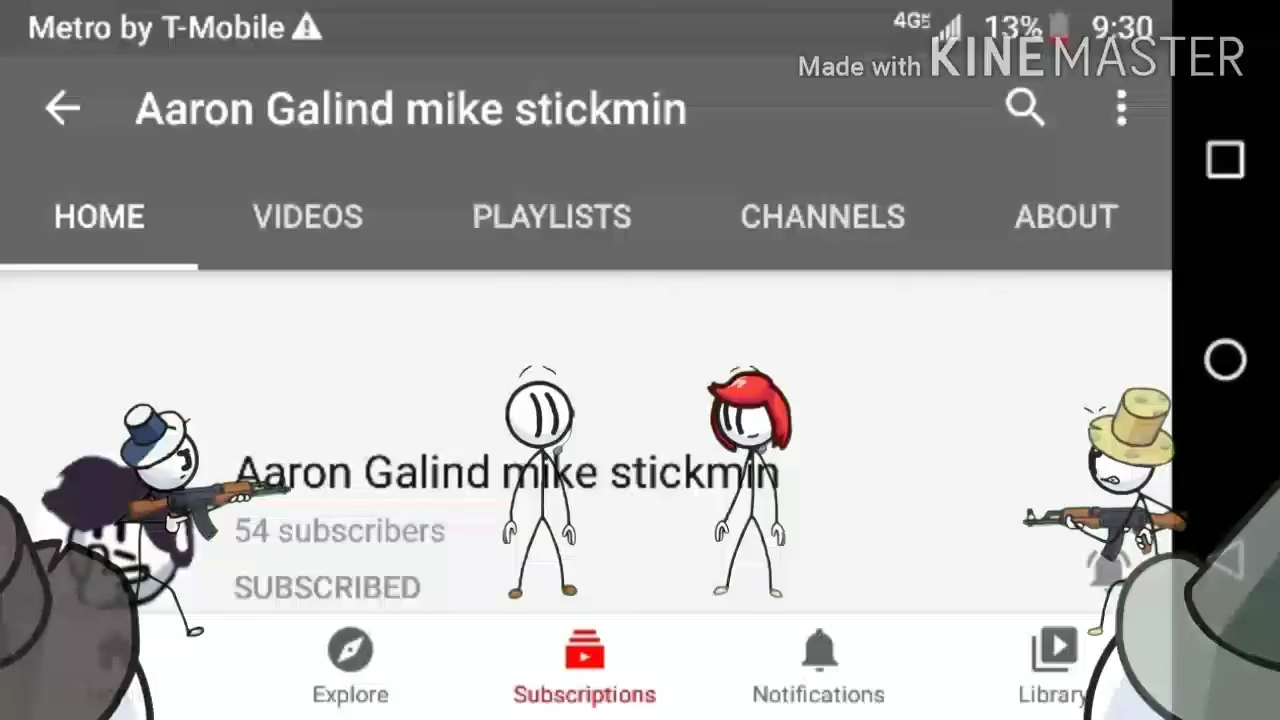 Metro by T-Mobile
4G 13% 9:30
Made with KINEMASTER
Aaron Galind mike stickmin
HOME VIDEOS PLAYLISTS CHANNELS ABOUT
Aaron Galind mike stickmin
54 subscribers
SUBSCRIBED
Explore Subscriptions Notifications Library